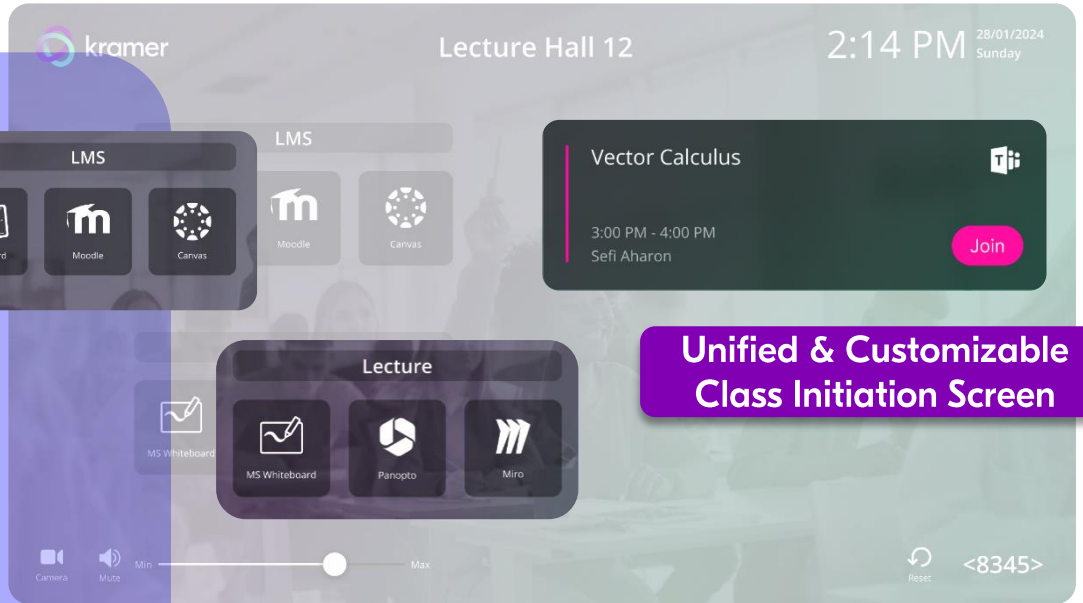 kramer
Lecture Hall 12
2:14 PM
28/01/2024
Sunday
LMS
rd
Moodle
Canvas
LMS
Moodle
Canvas
Vector Calculus
3:00 PM - 4:00 PM
Sefi Aharon
Join
Unified & Customizable
Class Initiation Screen
MS Whiteboard
Lecture
MS Whiteboard
Panopto
Miro
Camera
Mute
Min
Max
Reset
<8345>